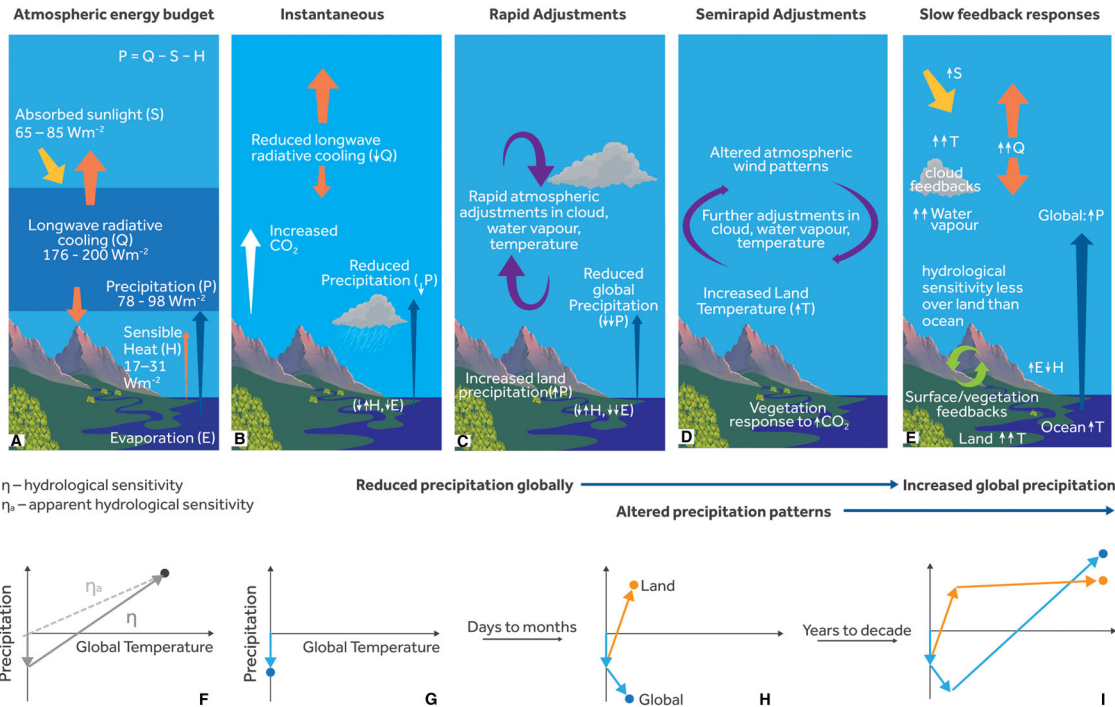 Atmospheric energy budget
Instantaneous
Rapid Adjustments
Semirapid Adjustments
Slow feedback responses
P = Q – S – H
Absorbed sunlight (S)
65 – 85 Wm⁻²
Longwave radiative
cooling (Q)
176 - 200 Wm⁻²
Precipitation (P)
78 - 98 Wm⁻²
Sensible
Heat (H)
17–31
Wm⁻²
Evaporation (E)
A
Reduced longwave
radiative cooling (↓Q)
Increased
CO₂
Reduced
Precipitation (↓P)
(↓↑H, ↓E)
B
Rapid atmospheric
adjustments in cloud,
water vapour,
temperature
Reduced
global
Precipitation
(↓↓P)
Increased land
precipitation(↑P)
(↓↑H, ↓↓E)
C
Altered atmospheric
wind patterns
Further adjustments in
cloud, water vapour,
temperature
Increased Land
Temperature (↑T)
Vegetation
response to ↑CO₂
D
↑S
↑↑T
↑↑Q
cloud
feedbacks
↑↑ Water
vapour
Global:↑P
hydrological
sensitivity less
over land than
ocean
↑E↓H
Surface/vegetation
feedbacks
Ocean↑T
Land ↑↑T
E
η – hydrological sensitivity
ηₐ – apparent hydrological sensitivity
Reduced precipitation globally
Increased global precipitation
Altered precipitation patterns
Precipitation
ηₐ
η
Global Temperature
F
Precipitation
Global Temperature
G
Days to months
Land
Global
H
Years to decade
I